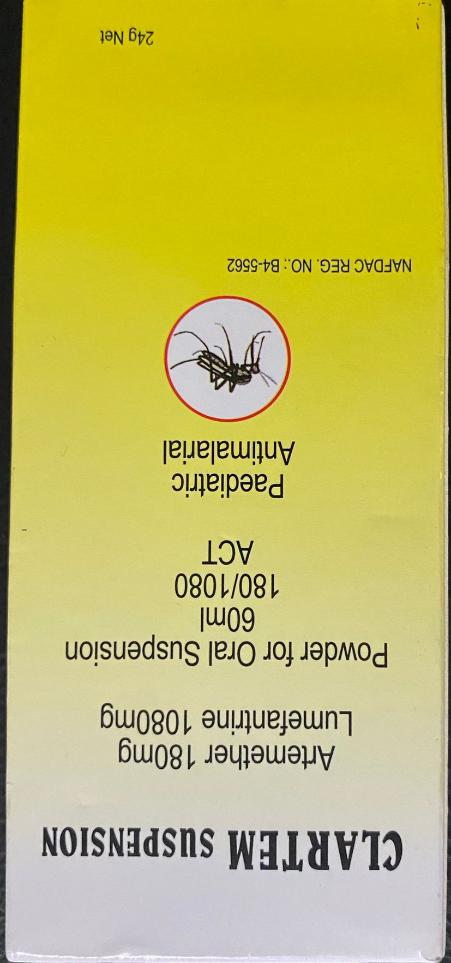 CLARTEM SUSPENSION
Artemether 180mg
Lumefantrine 1080mg
Powder for Oral Suspension
60ml
180/1080
ACT
Paediatric
Antimalarial
NAFDAC REG. NO.: B4-5562
24g Net